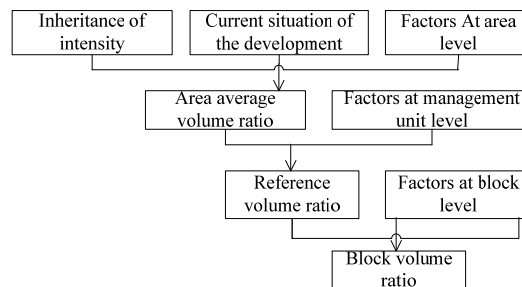 Inheritance of
intensity
Current situation of
the development
Factors At area
level
Area average
volume ratio
Factors at management
unit level
Reference
volume ratio
Factors at block
level
Block volume
ratio